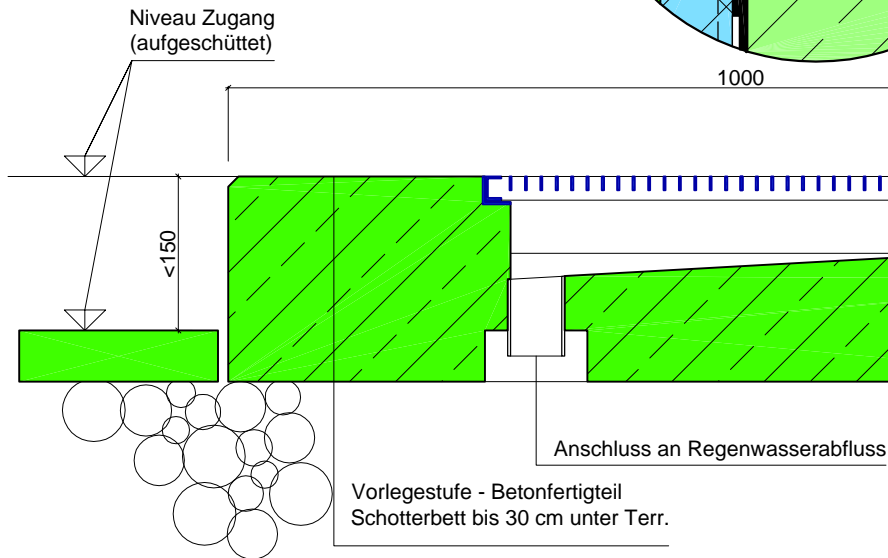 Niveau Zugang
(aufgeschüttet)
1000
<150
Anschluss an Regenwasserabfluss
Vorlegestufe - Betonfertigteil
Schotterbett bis 30 cm unter Terr.